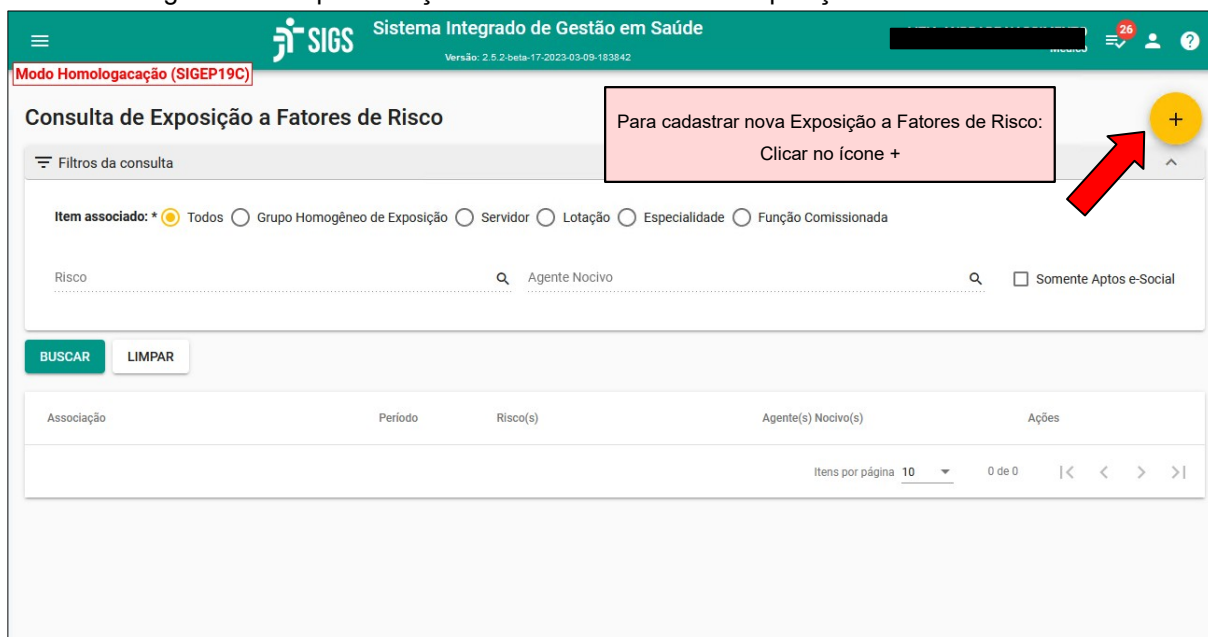 SIGS
Sistema Integrado de Gestão em Saúde
Versão: 2.5.2-beta-17-2023-03-09-183842
26
Modo Homologacação (SIGEP19C)
Consulta de Exposição a Fatores de Risco
Para cadastrar nova Exposição a Fatores de Risco:
Clicar no ícone +
+
Filtros da consulta
Item associado: * Todos Grupo Homogêneo de Exposição Servidor Lotação Especialidade Função Comissionada
Risco Agente Nocivo Somente Aptos e-Social
BUSCAR LIMPAR
Associação Período Risco(s) Agente(s) Nocivo(s) Ações
Itens por página 10 0 de 0